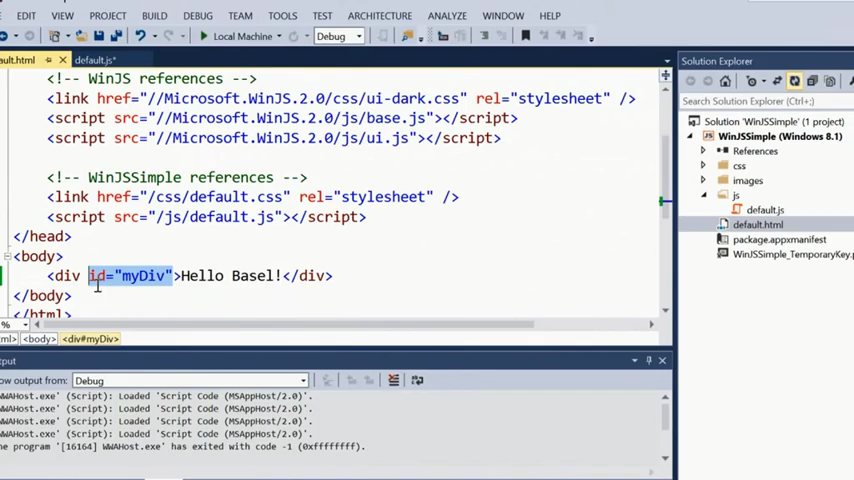 EDIT VIEW PROJECT BUILD DEBUG TEAM TOOLS TEST ARCHITECTURE ANALYZE WINDOW HELP
Local Machine Debug
ault.html default.js*
<!-- WinJS references -->
<link href="//Microsoft.WinJS.2.0/css/ui-dark.css" rel="stylesheet" />
<script src="//Microsoft.WinJS.2.0/js/base.js"></script>
<script src="//Microsoft.WinJS.2.0/js/ui.js"></script>
<!-- WinJSSimple references -->
<link href="/css/default.css" rel="stylesheet" />
<script src="/js/default.js"></script>
</head>
<body>
<div id="myDiv">Hello Basel!</div>
</body>
</html>
%
tml> <body> <div#myDiv>
utput
ow output from: Debug
WWAHost.exe' (Script): Loaded 'Script Code (MSAppHost/2.0)'.
WWAHost.exe' (Script): Loaded 'Script Code (MSAppHost/2.0)'.
WWAHost.exe' (Script): Loaded 'Script Code (MSAppHost/2.0)'.
WWAHost.exe' (Script): Loaded 'Script Code (MSAppHost/2.0)'.
he program '[16164] WWAHost.exe' has exited with code -1 (0xffffffff).
Solution Explorer
Search Solution Explorer (Ctrl+;)
Solution 'WinJSSimple' (1 project)
WinJSSimple (Windows 8.1)
References
css
images
js
default.js
default.html
package.appxmanifest
WinJSSimple_TemporaryKey.p